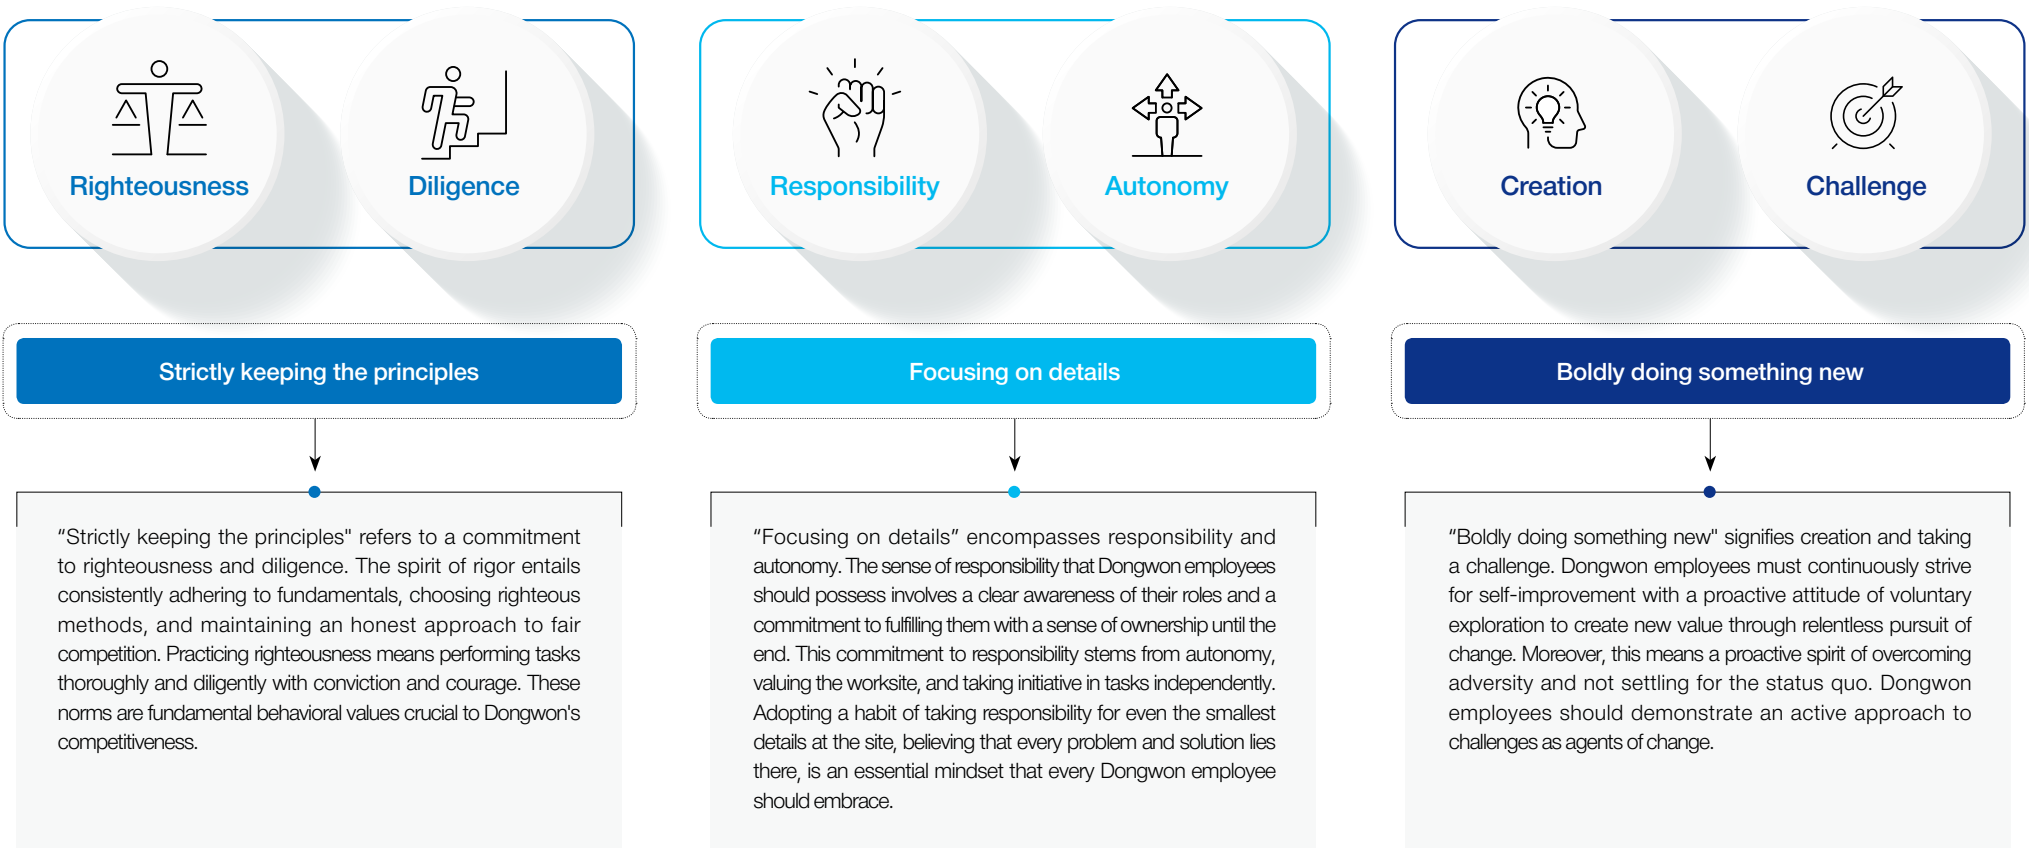 Righteousness
Diligence
Responsibility
Autonomy
Creation
Challenge
Strictly keeping the principles
Focusing on details
Boldly doing something new
“Strictly keeping the principles" refers to a commitment
to righteousness and diligence. The spirit of rigor entails
consistently adhering to fundamentals, choosing righteous
methods, and maintaining an honest approach to fair
competition. Practicing righteousness means performing tasks
thoroughly and diligently with conviction and courage. These
norms are fundamental behavioral values crucial to Dongwon's
competitiveness.
“Focusing on details” encompasses responsibility and
autonomy. The sense of responsibility that Dongwon employees
should possess involves a clear awareness of their roles and a
commitment to fulfilling them with a sense of ownership until the
end. This commitment to responsibility stems from autonomy,
valuing the worksite, and taking initiative in tasks independently.
Adopting a habit of taking responsibility for even the smallest
details at the site, believing that every problem and solution lies
there, is an essential mindset that every Dongwon employee
should embrace.
“Boldly doing something new" signifies creation and taking
a challenge. Dongwon employees must continuously strive
for self-improvement with a proactive attitude of voluntary
exploration to create new value through relentless pursuit of
change. Moreover, this means a proactive spirit of overcoming
adversity and not settling for the status quo. Dongwon
employees should demonstrate an active approach to
challenges as agents of change.